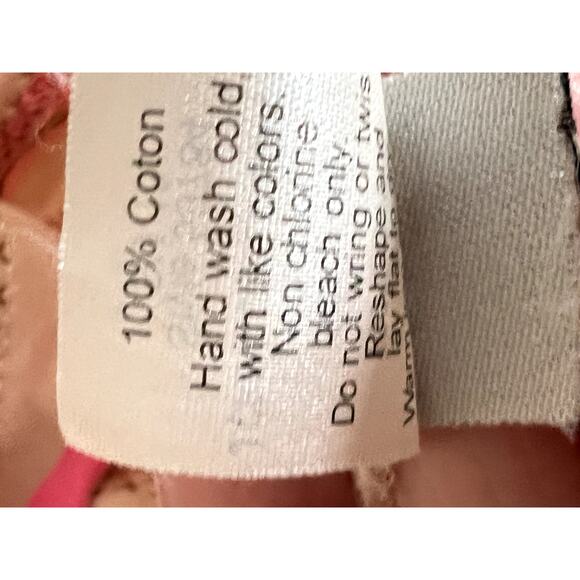 100% Coton
Hand wash cold,
with like colors.
Non chlorine
bleach only.
Do not wring or twis
Reshape and
lay flat to
Warm